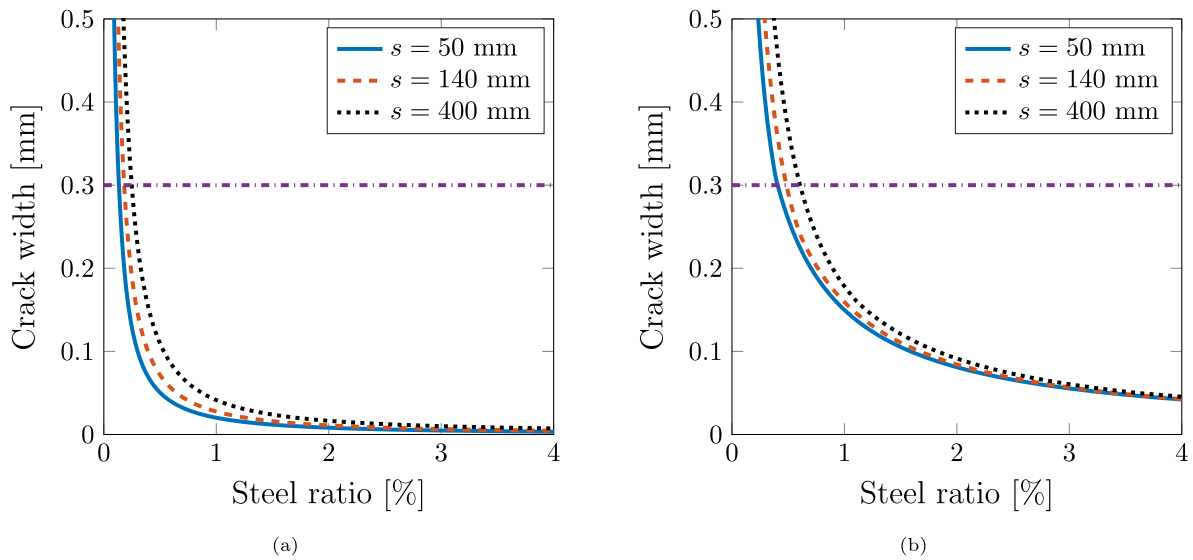 0.5
0.4
0.3
0.2
0.1
0
Crack width [mm]
s = 50 mm
s = 140 mm
s = 400 mm
0 1 2 3 4
Steel ratio [%]
(a)
0.5
0.4
0.3
0.2
0.1
0
Crack width [mm]
s = 50 mm
s = 140 mm
s = 400 mm
0 1 2 3 4
Steel ratio [%]
(b)